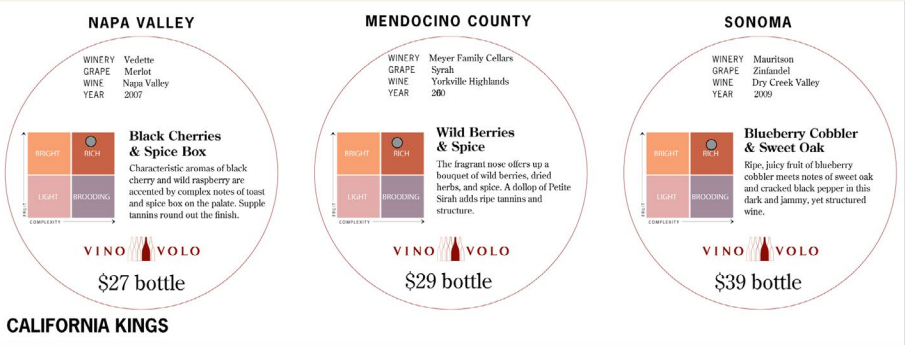 NAPA VALLEY
WINERY Vedette
GRAPE Merlot
WINE Napa Valley
YEAR 2007
BRIGHT
RICH
LIGHT
BROODING
FRUIT
COMPLEXITY
Black Cherries
& Spice Box
Characteristic aromas of black
cherry and wild raspberry are
accented by complex notes of toast
and spice box on the palate. Supple
tannins round out the finish.
VINO VOLO
$27 bottle
MENDOCINO COUNTY
WINERY Meyer Family Cellars
GRAPE Syrah
WINE Yorkville Highlands
YEAR
BRIGHT
RICH
LIGHT
BROODING
FRUIT
COMPLEXITY
Wild Berries
& Spice
The fragrant nose offers up a
bouquet of wild berries, dried
herbs, and spice. A dollop of Petite
Sirah adds ripe tannins and
structure.
VINO VOLO
$29 bottle
SONOMA
WINERY Mauritson
GRAPE Zinfandel
WINE Dry Creek Valley
YEAR 2009
BRIGHT
RICH
LIGHT
BROODING
FRUIT
COMPLEXITY
Blueberry Cobbler
& Sweet Oak
Ripe, juicy fruit of blueberry
cobbler meets notes of sweet oak
and cracked black pepper in this
dark and jammy, yet structured
wine.
VINO VOLO
$39 bottle
CALIFORNIA KINGS